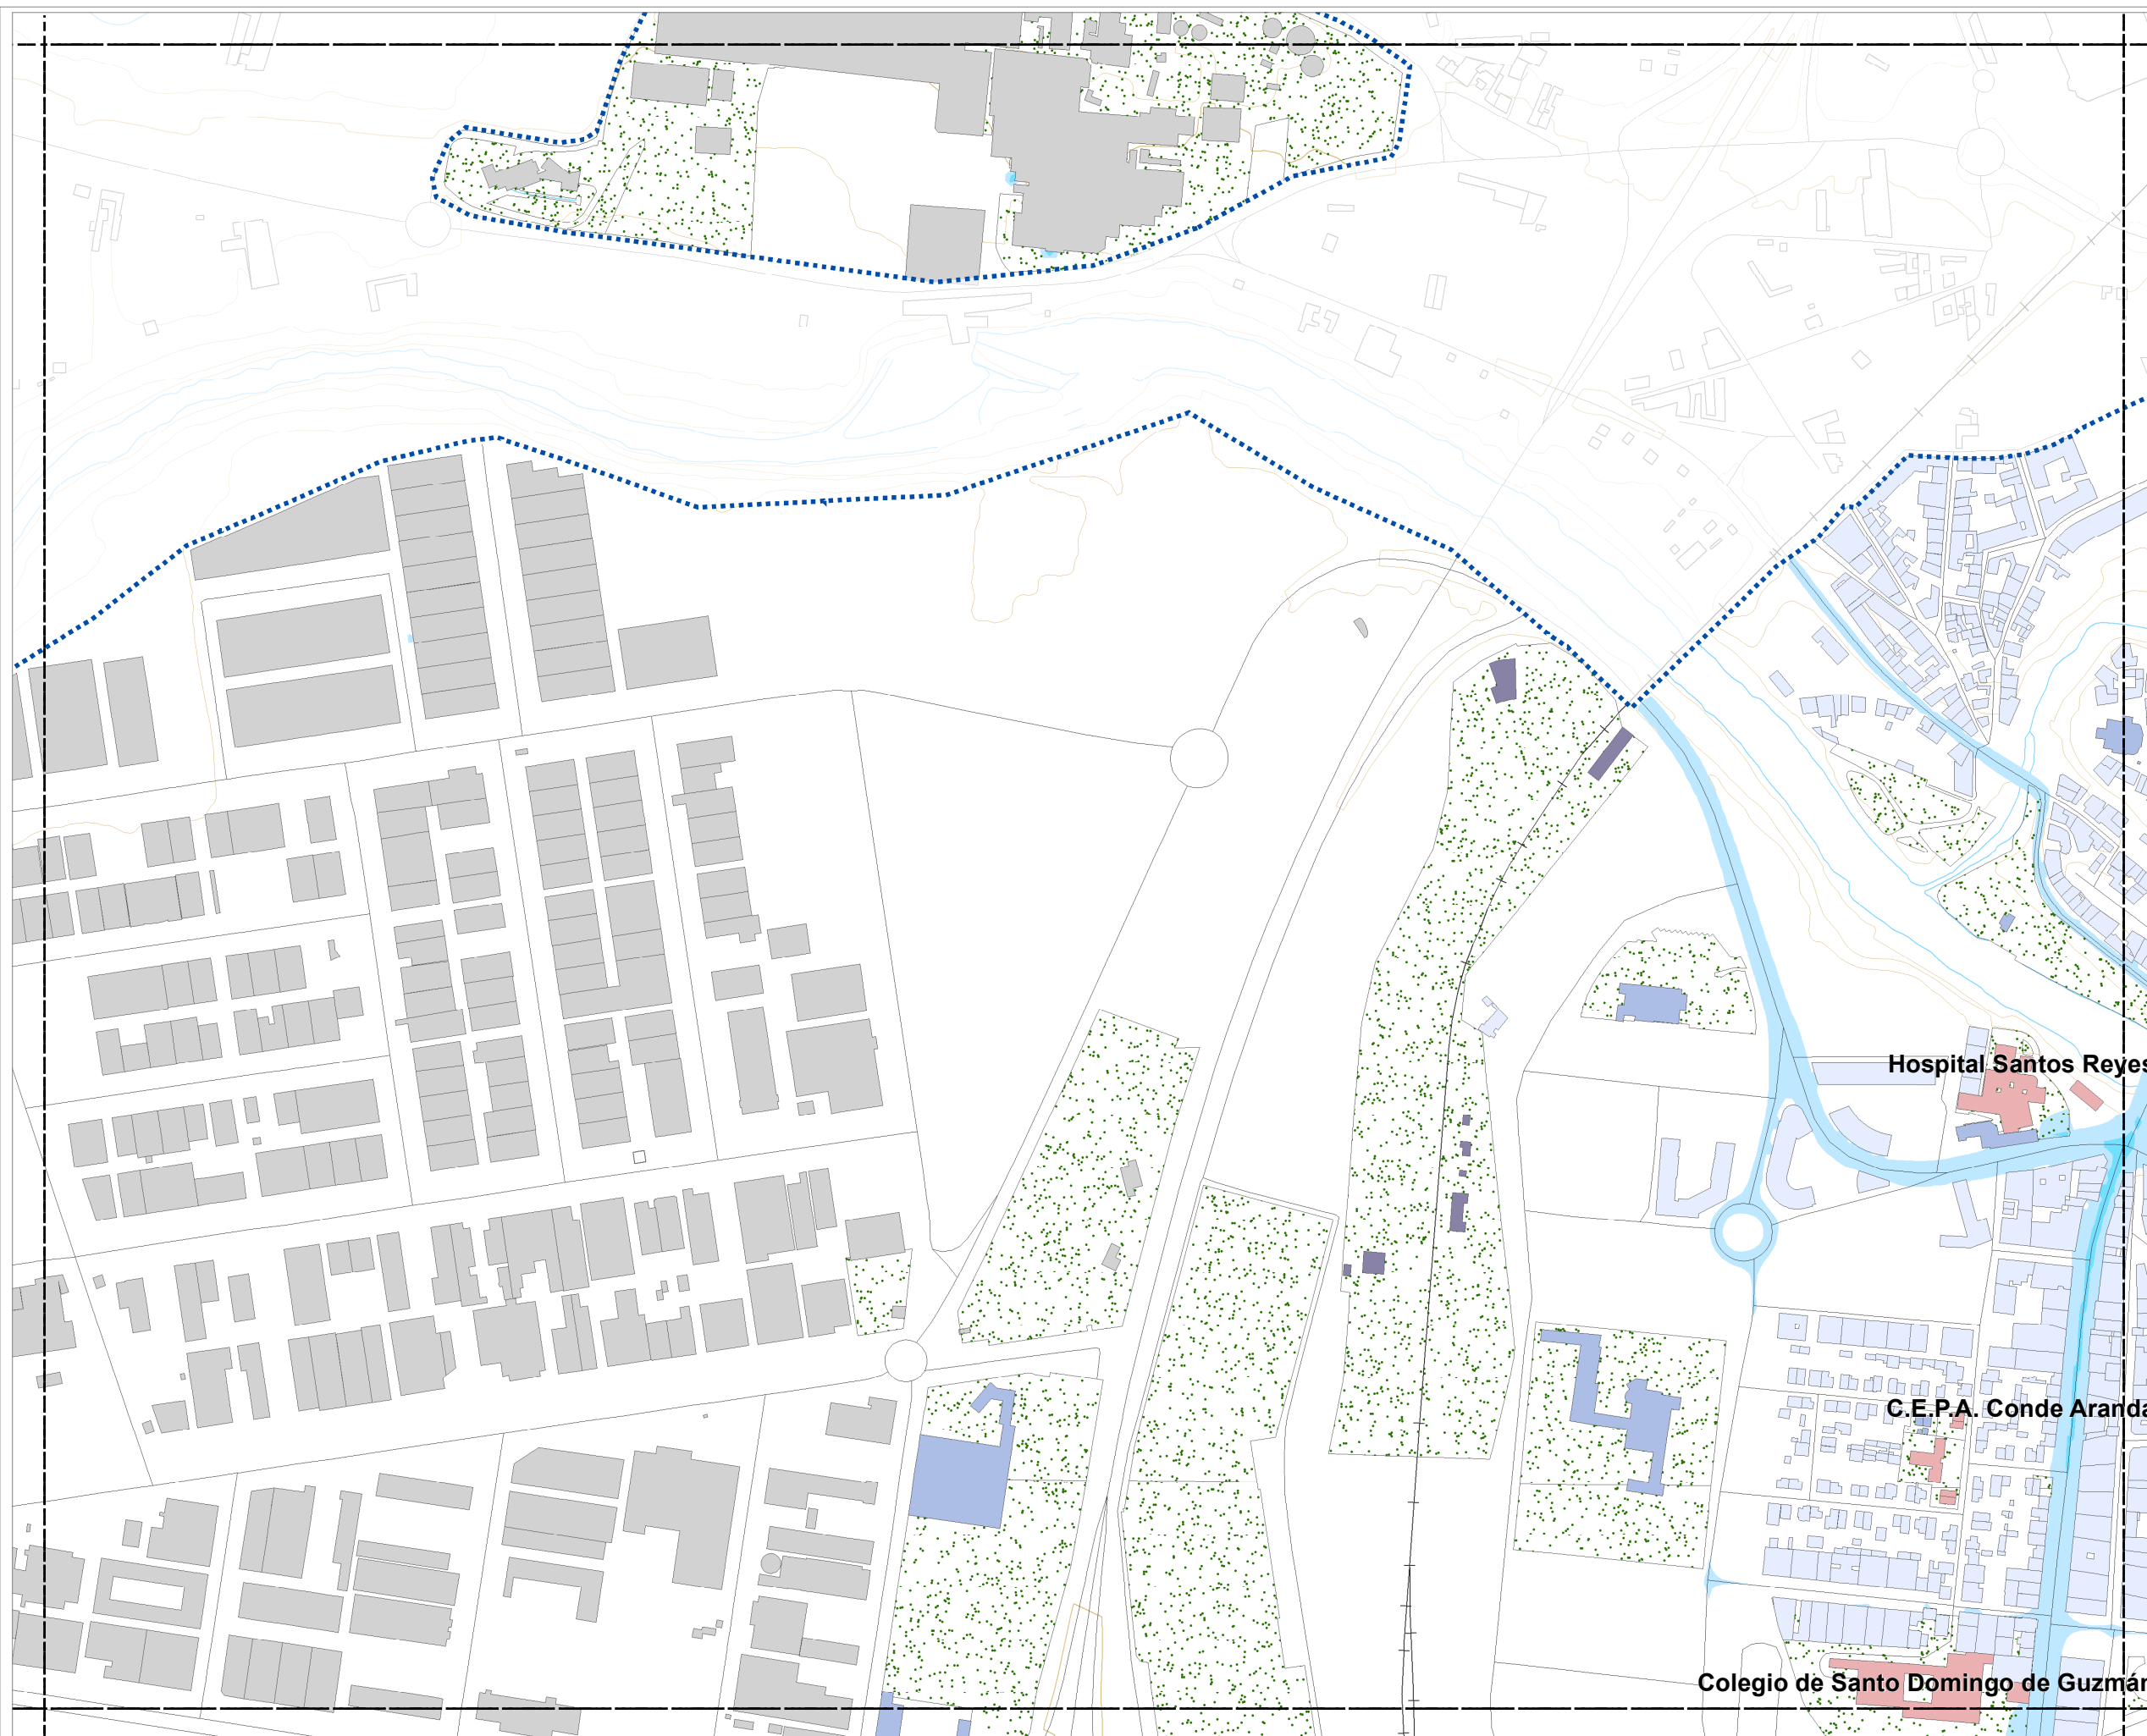 Hospital Santos Reyes
C.E.P.A. Conde Aranda
Colegio de Santo Domingo de Guzmán